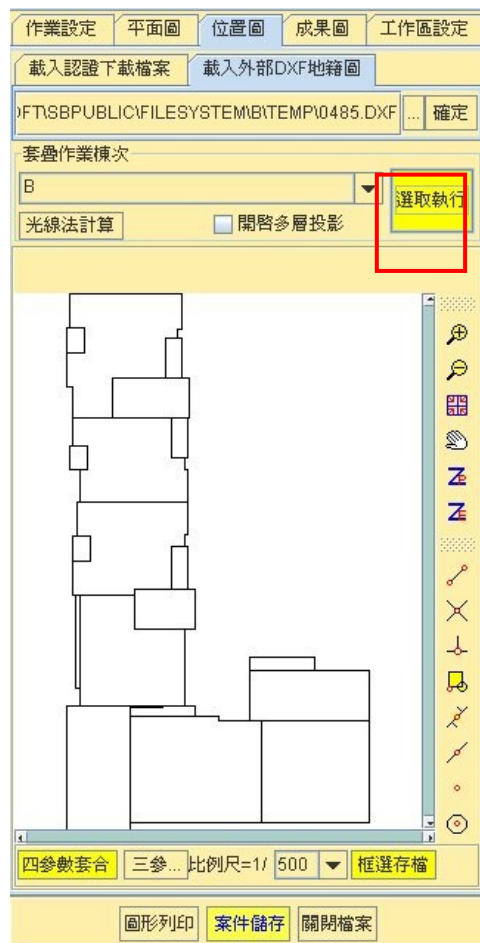 作業設定 平面圖 位置圖 成果圖 工作區設定
載入認證下載檔案 載入外部DXF地籍圖
)FT\SBPUBLIC\FILESYSTEM\B\TEMP\0485.DXF ... 確定
套疊作業棟次
B
選取執行
光線法計算 開啓多層投影
四參數套合 三參... 比例尺=1/ 500 框選存檔
圖形列印 案件儲存 關閉檔案